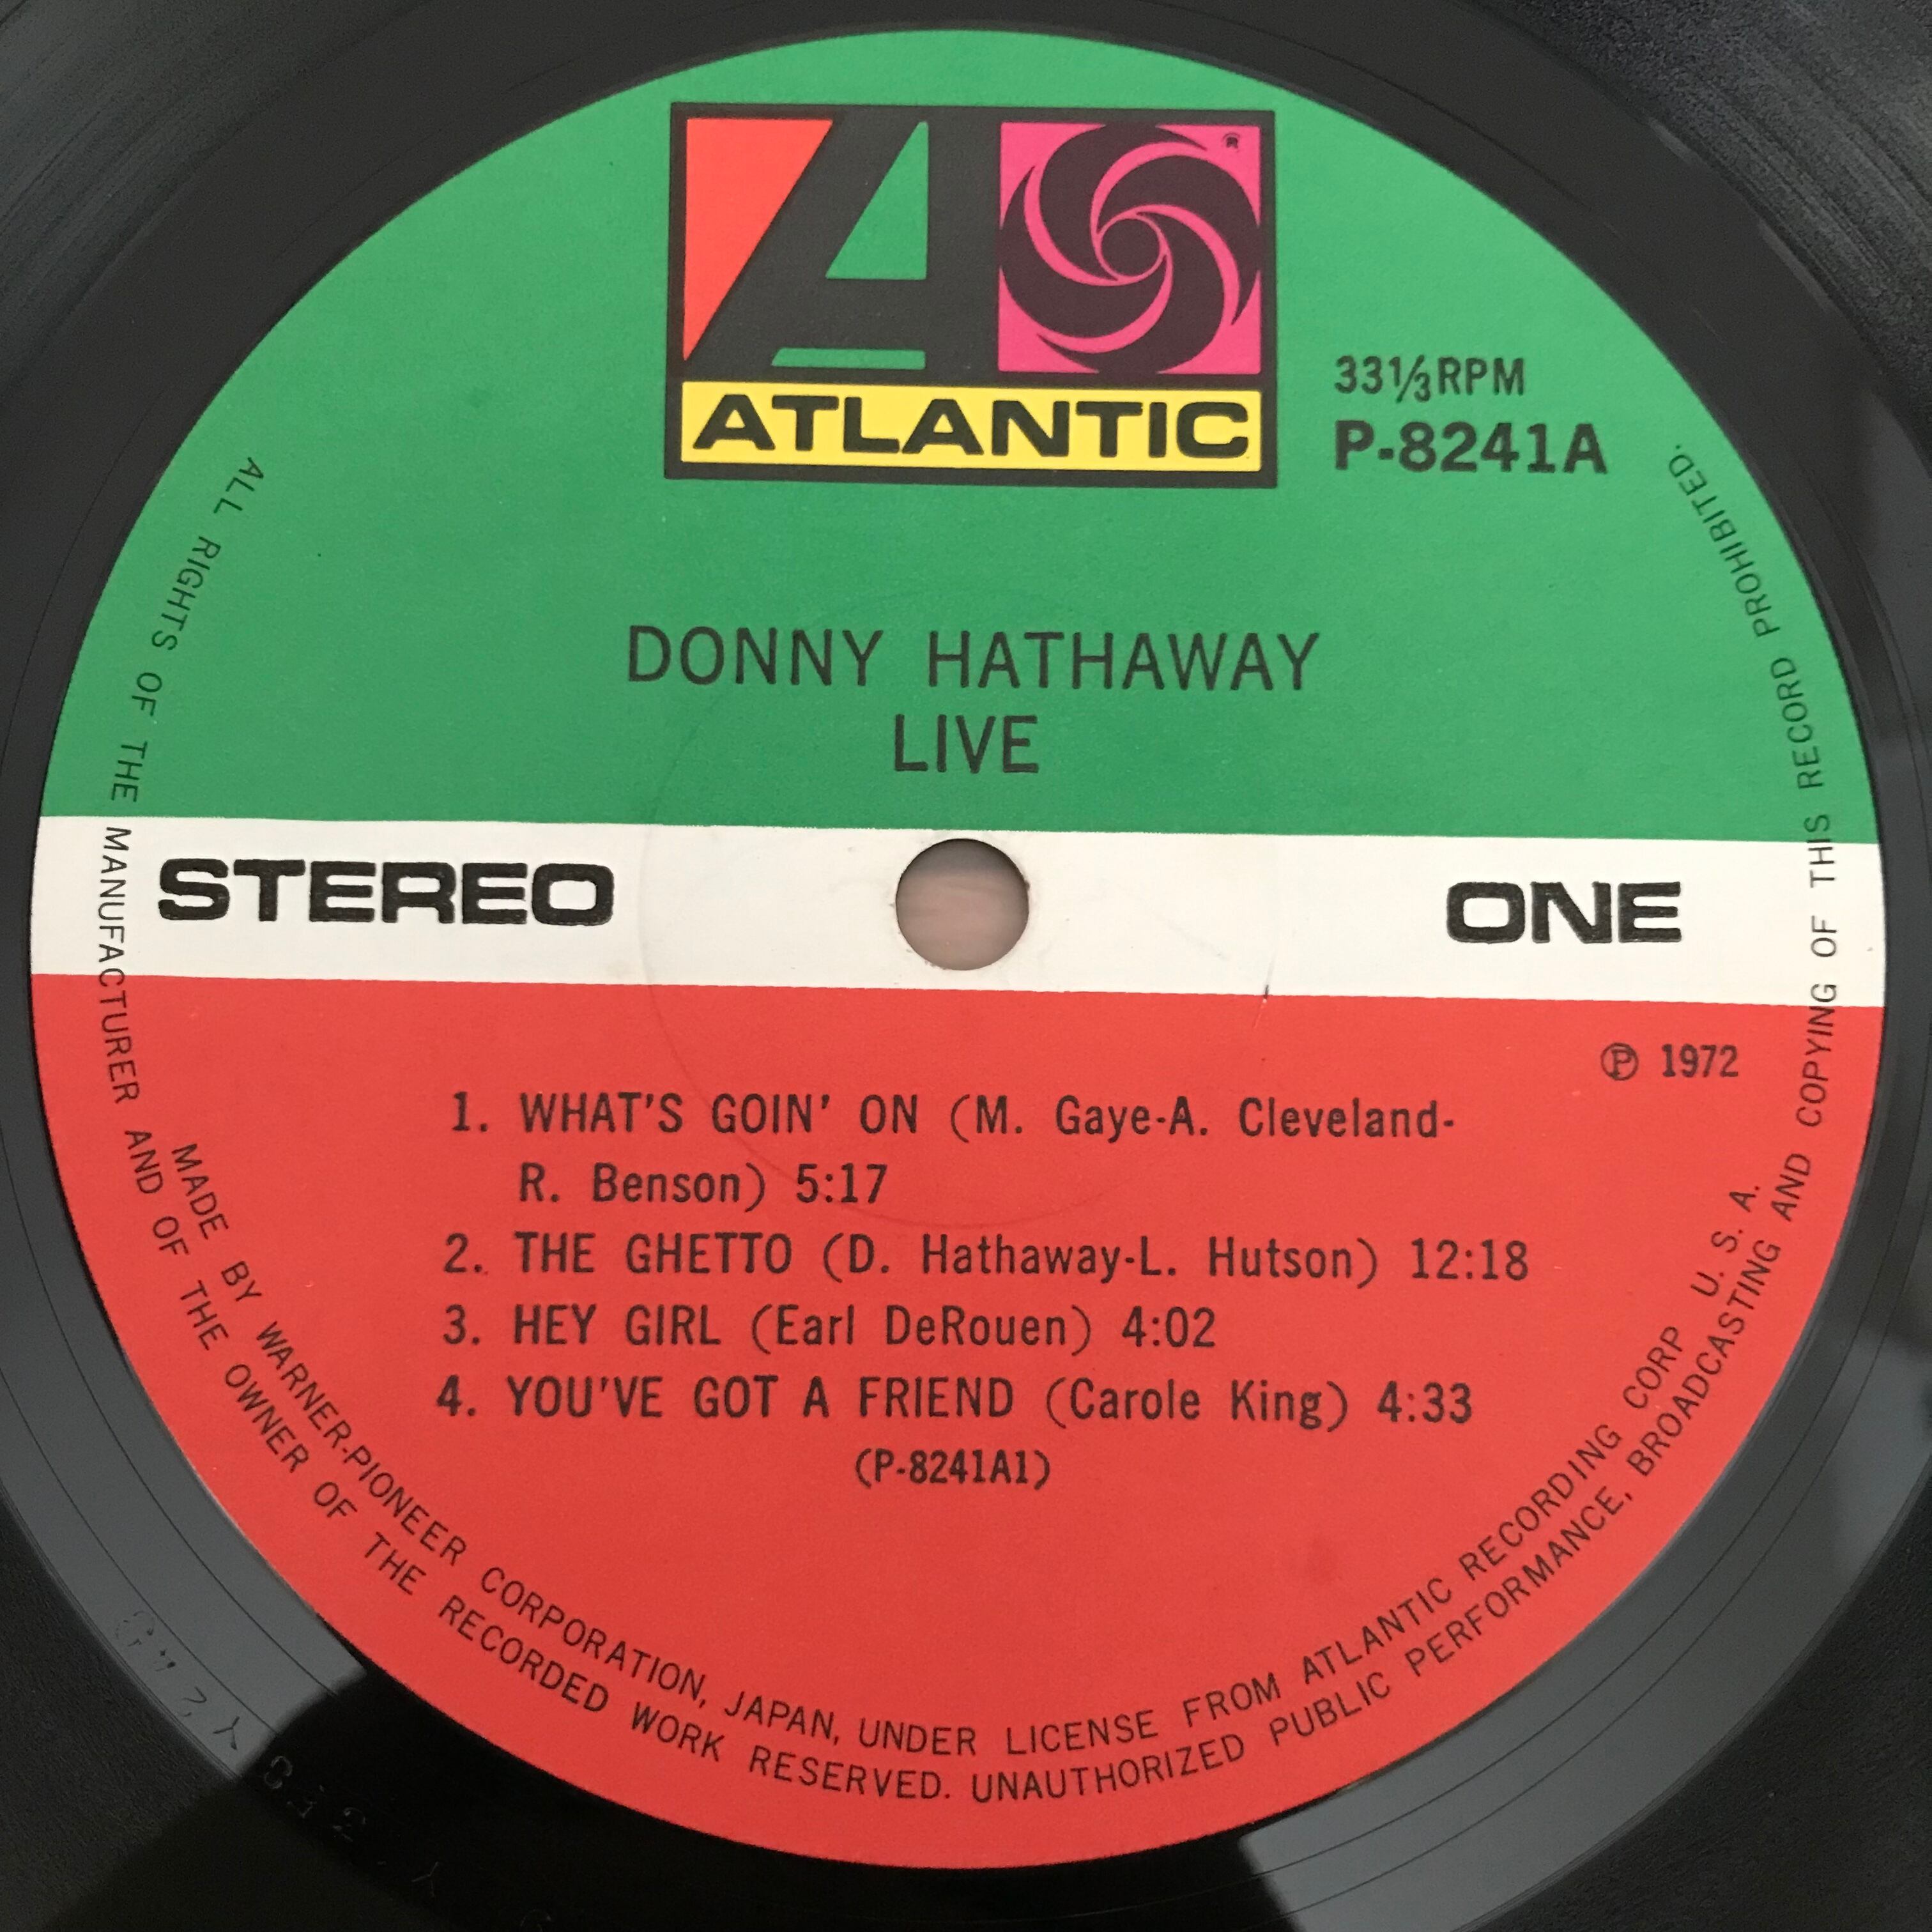 ®
ATLANTIC
33⅓RPM
P-8241A
DONNY HATHAWAY
LIVE
STEREO
ONE
℗ 1972
1. WHAT'S GOIN' ON (M. Gaye-A. Cleveland-
R. Benson) 5:17
2. THE GHETTO (D. Hathaway-L. Hutson) 12:18
3. HEY GIRL (Earl DeRouen) 4:02
4. YOU'VE GOT A FRIEND (Carole King) 4:33
(P-8241A1)
MADE BY WARNER-PIONEER CORPORATION, JAPAN, UNDER LICENSE FROM ATLANTIC RECORDING CORP U. S. A.
ALL RIGHTS OF THE MANUFACTURER AND OF THE OWNER OF THE RECORDED WORK RESERVED. UNAUTHORIZED PUBLIC PERFORMANCE, BROADCASTING AND COPYING OF THIS RECORD PROHIBITED.